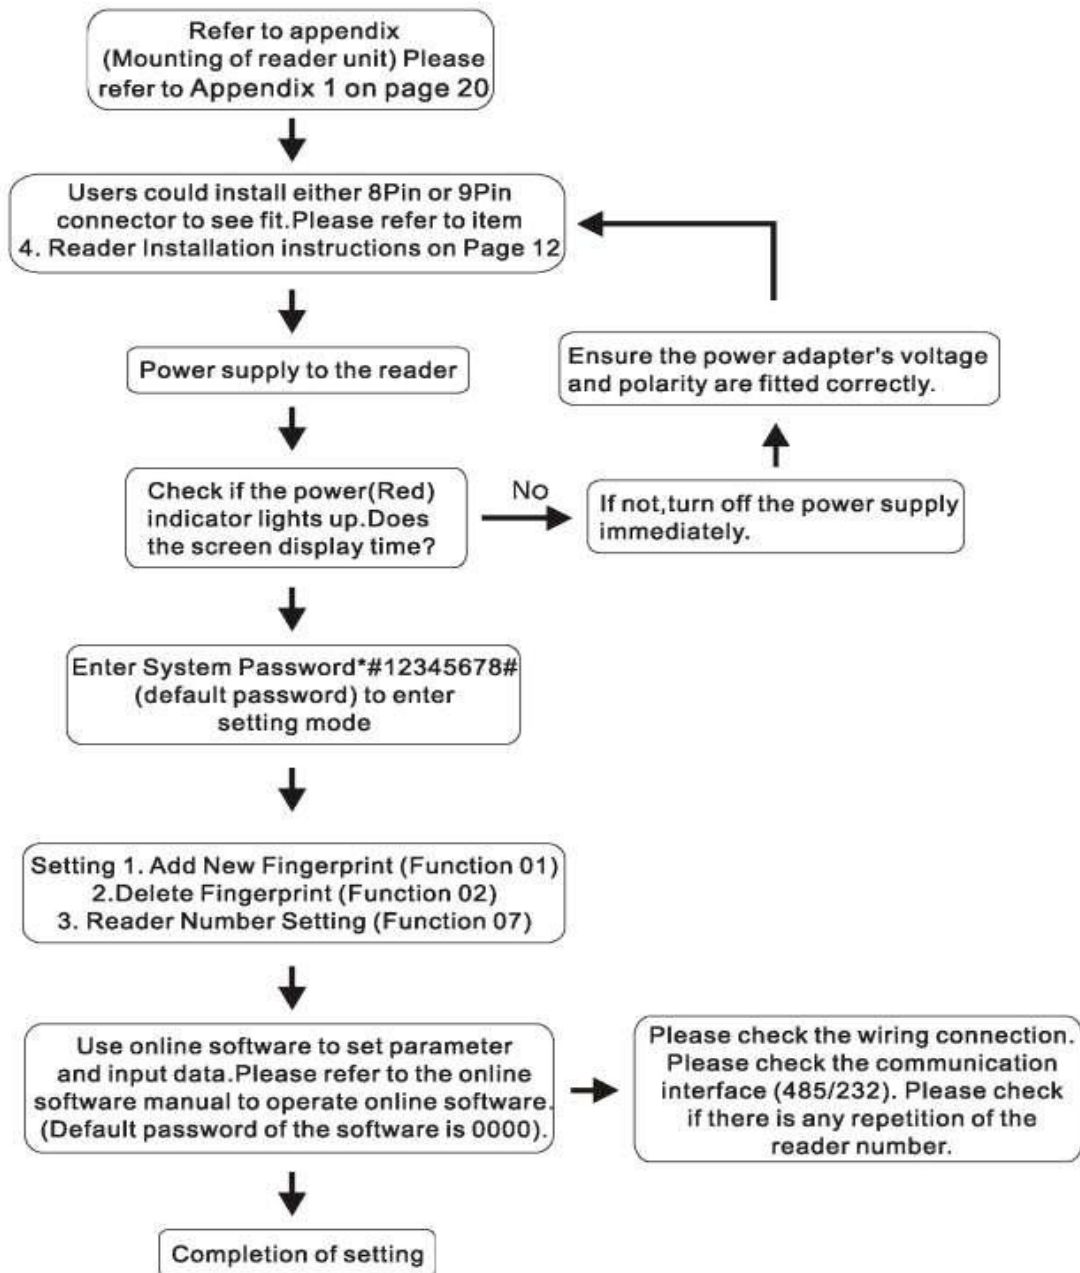 Refer to appendix
(Mounting of reader unit) Please
refer to Appendix 1 on page 20
Users could install either 8Pin or 9Pin
connector to see fit.Please refer to item
4. Reader Installation instructions on Page 12
Power supply to the reader
Ensure the power adapter's voltage
and polarity are fitted correctly.
Check if the power(Red)
indicator lights up.Does
the screen display time?
No
If not,turn off the power supply
immediately.
Enter System Password*#12345678#
(default password) to enter
setting mode
Setting 1. Add New Fingerprint (Function 01)
2.Delete Fingerprint (Function 02)
3. Reader Number Setting (Function 07)
Use online software to set parameter
and input data.Please refer to the online
software manual to operate online software.
(Default password of the software is 0000).
Please check the wiring connection.
Please check the communication
interface (485/232). Please check
if there is any repetition of the
reader number.
Completion of setting